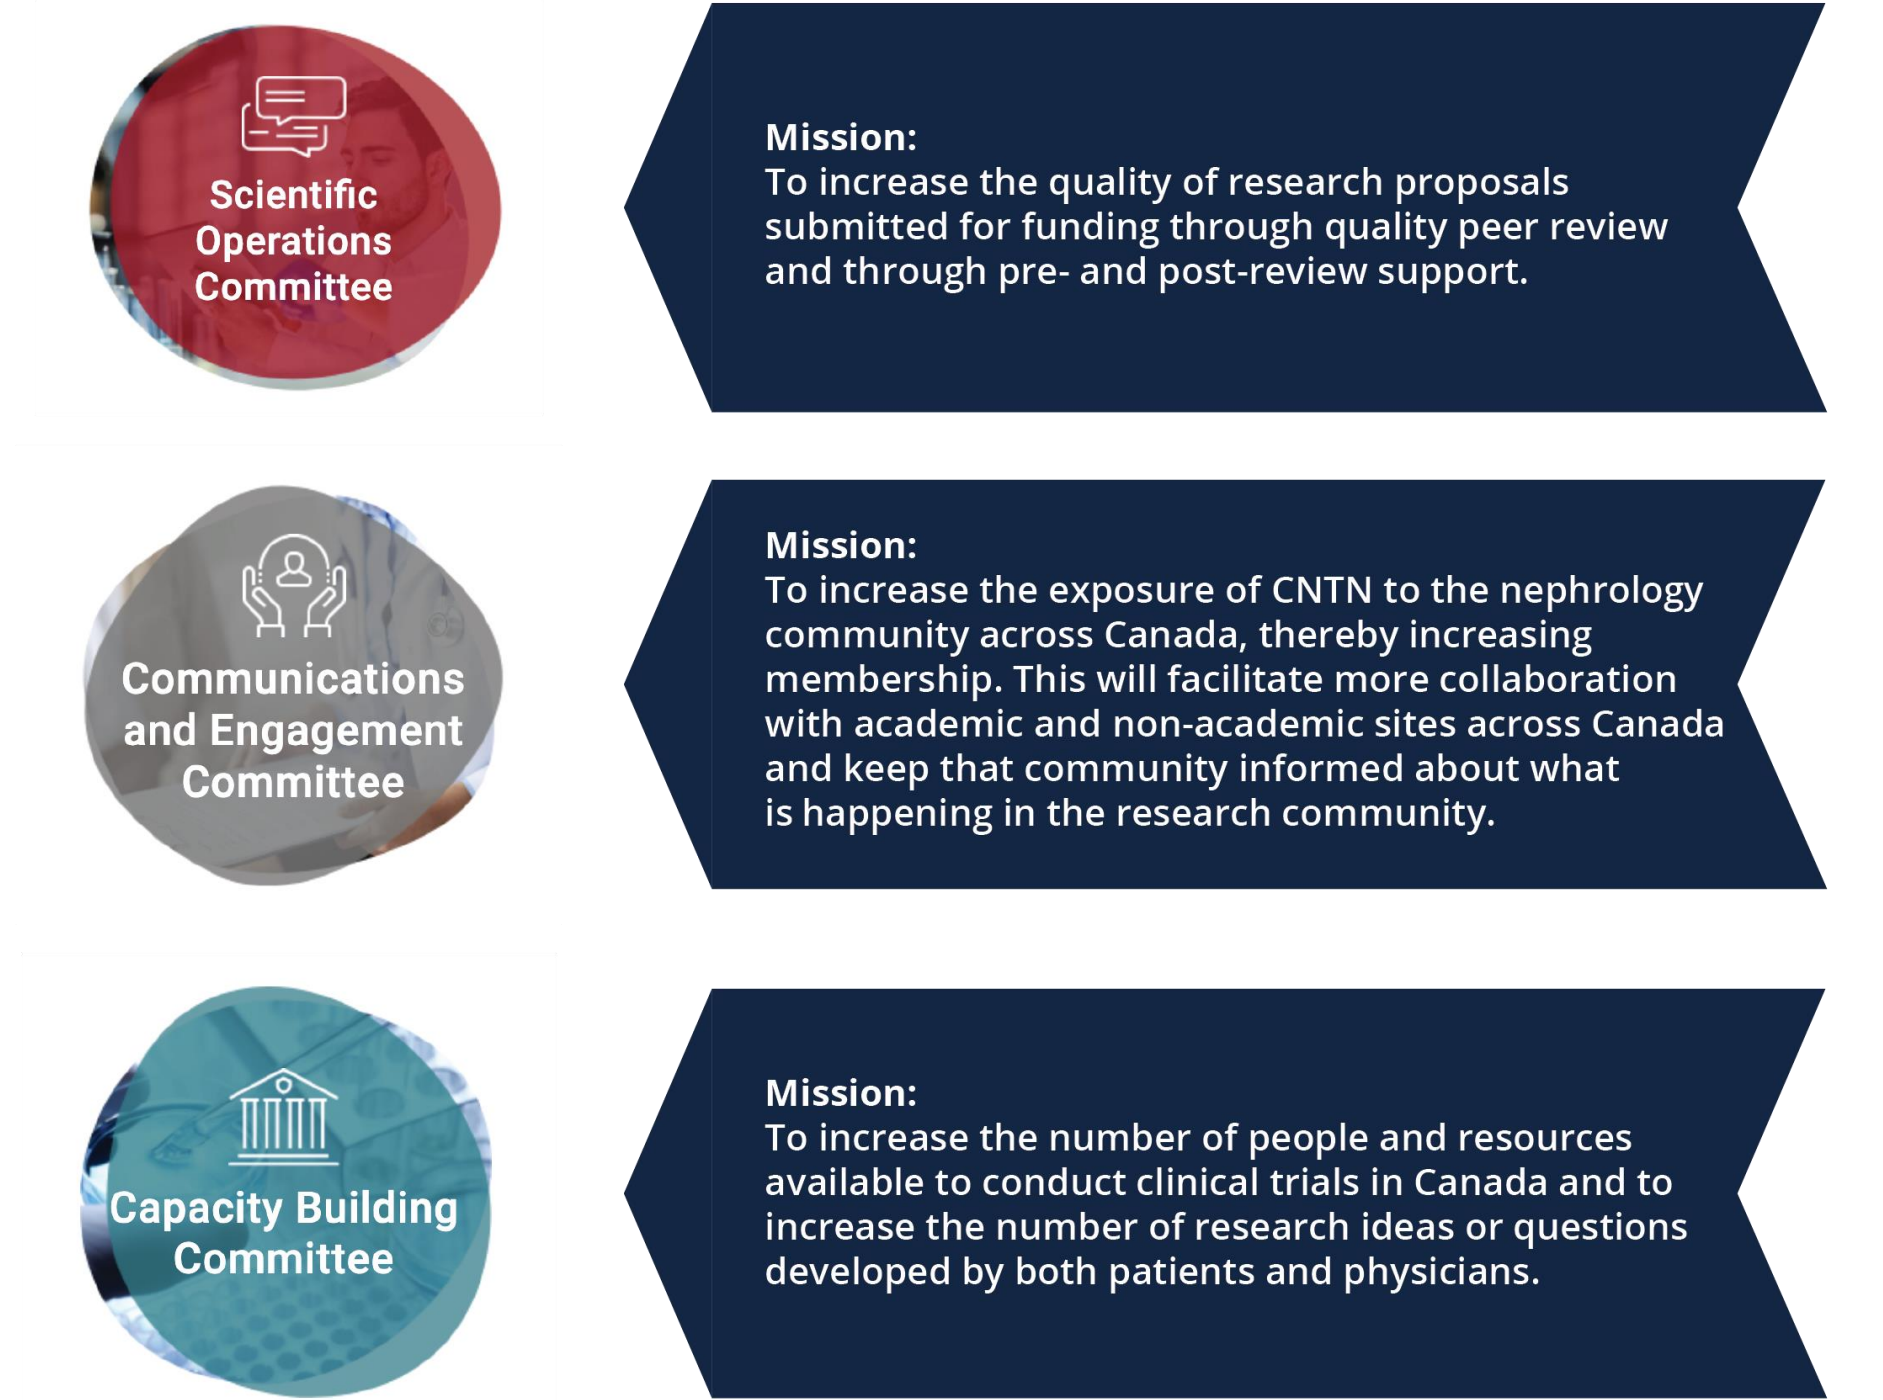 Scientific
Operations
Committee
Mission:
To increase the quality of research proposals
submitted for funding through quality peer review
and through pre- and post-review support.
Communications
and Engagement
Committee
Mission:
To increase the exposure of CNTN to the nephrology
community across Canada, thereby increasing
membership. This will facilitate more collaboration
with academic and non-academic sites across Canada
and keep that community informed about what
is happening in the research community.
Capacity Building
Committee
Mission:
To increase the number of people and resources
available to conduct clinical trials in Canada and to
increase the number of research ideas or questions
developed by both patients and physicians.